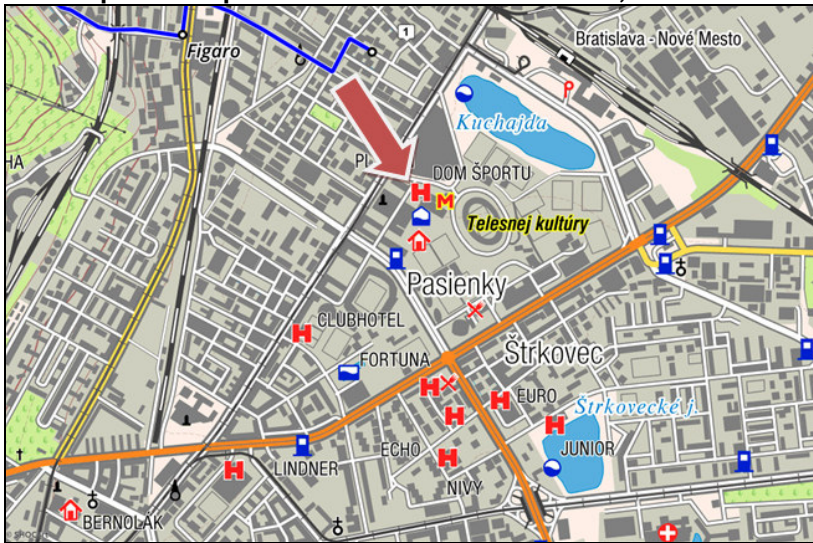 1
Bratislava - Nové Mesto
Figaro
Kuchajda
HA
PI
DOM ŠPORTU
M
Telesnej kultúry
Pasienky
CLUBHOTEL
Štrkovec
FORTUNA
EURO
Štrkovecké j.
ECHO
JUNIOR
LINDNER
NIVY
BERNOLÁK